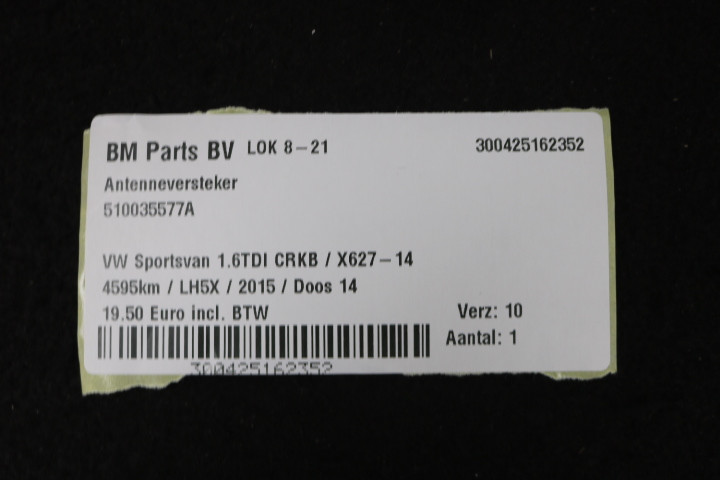 BM Parts BV LOK 8-21 300425162352
Antenneversteker
510035577A
VW Sportsvan 1.6TDI CRKB / X627-14
4595km / LH5X / 2015 / Doos 14
19.50 Euro incl. BTW Verz: 10
Aantal: 1
300425162352